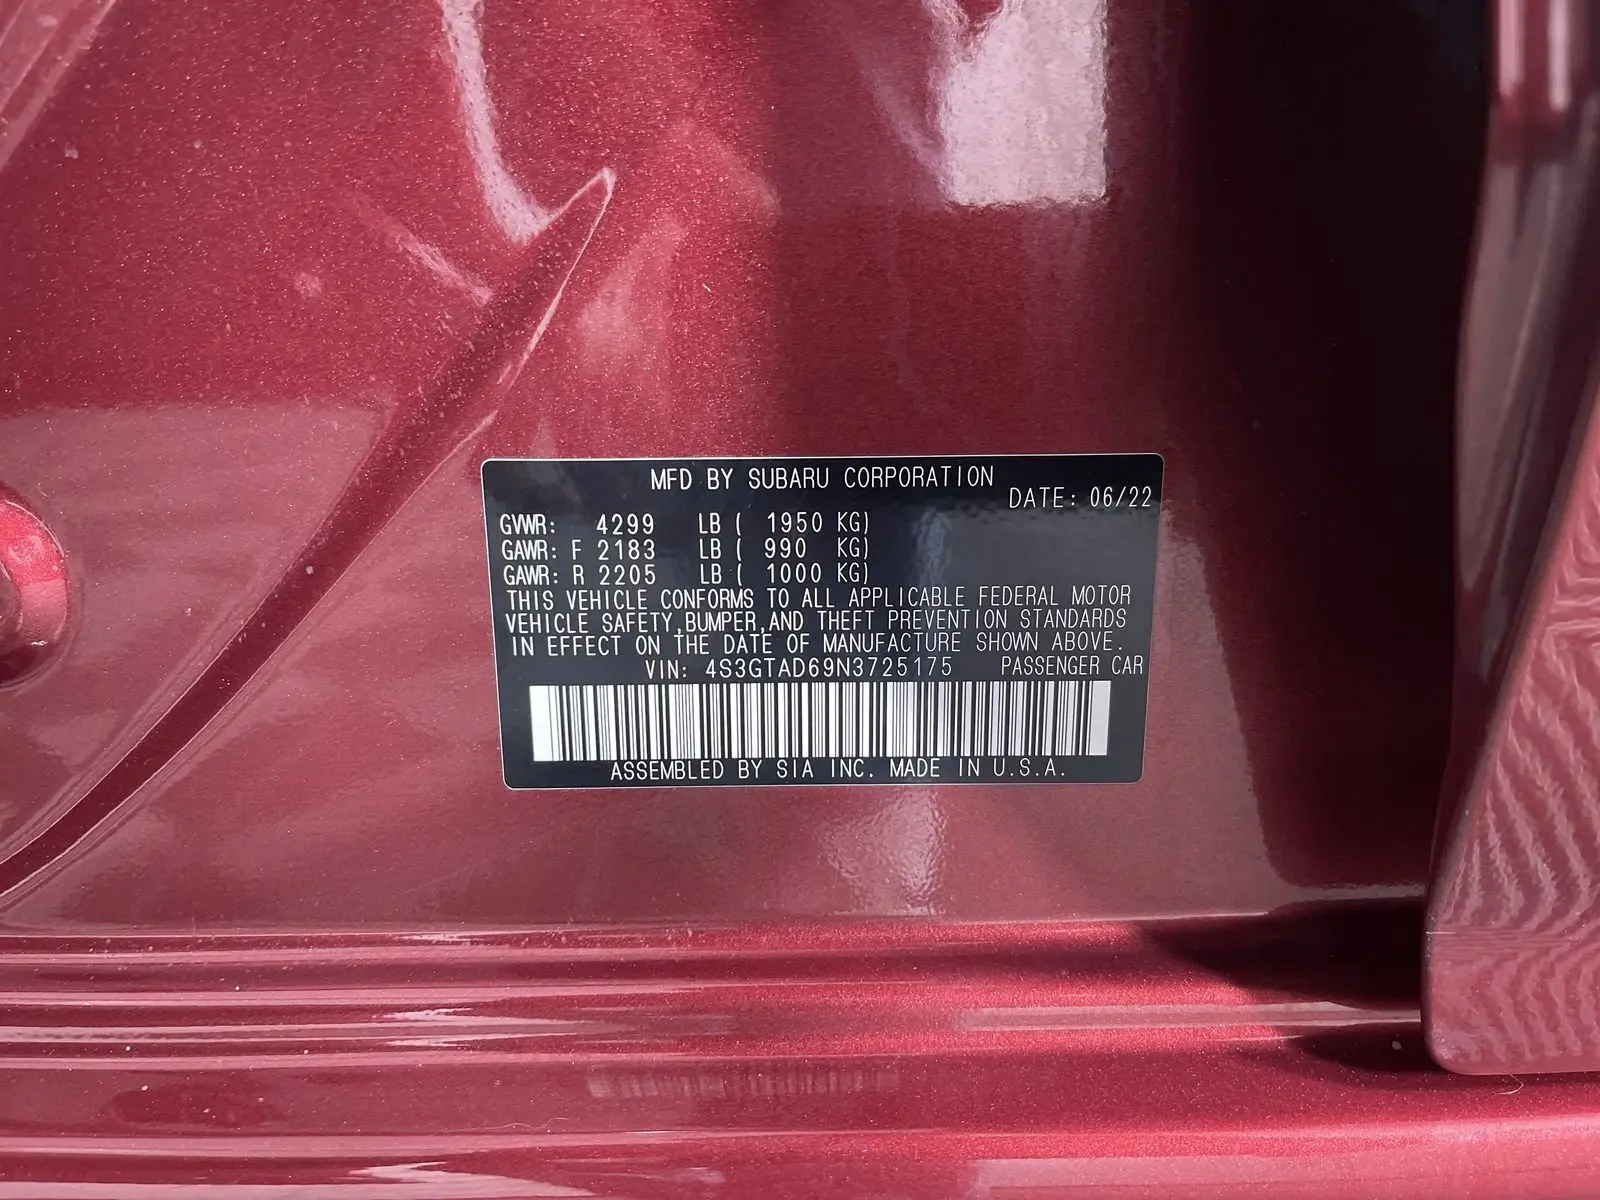 MFD BY SUBARU CORPORATION
DATE: 06/22
GVWR: 4299 LB ( 1950 KG)
GAWR: F 2183 LB ( 990 KG)
GAWR: R 2205 LB ( 1000 KG)
THIS VEHICLE CONFORMS TO ALL APPLICABLE FEDERAL MOTOR
VEHICLE SAFETY,BUMPER,AND THEFT PREVENTION STANDARDS
IN EFFECT ON THE DATE OF MANUFACTURE SHOWN ABOVE.
VIN: 4S3GTAD69N3725175 PASSENGER CAR
ASSEMBLED BY SIA INC. MADE IN U.S.A.